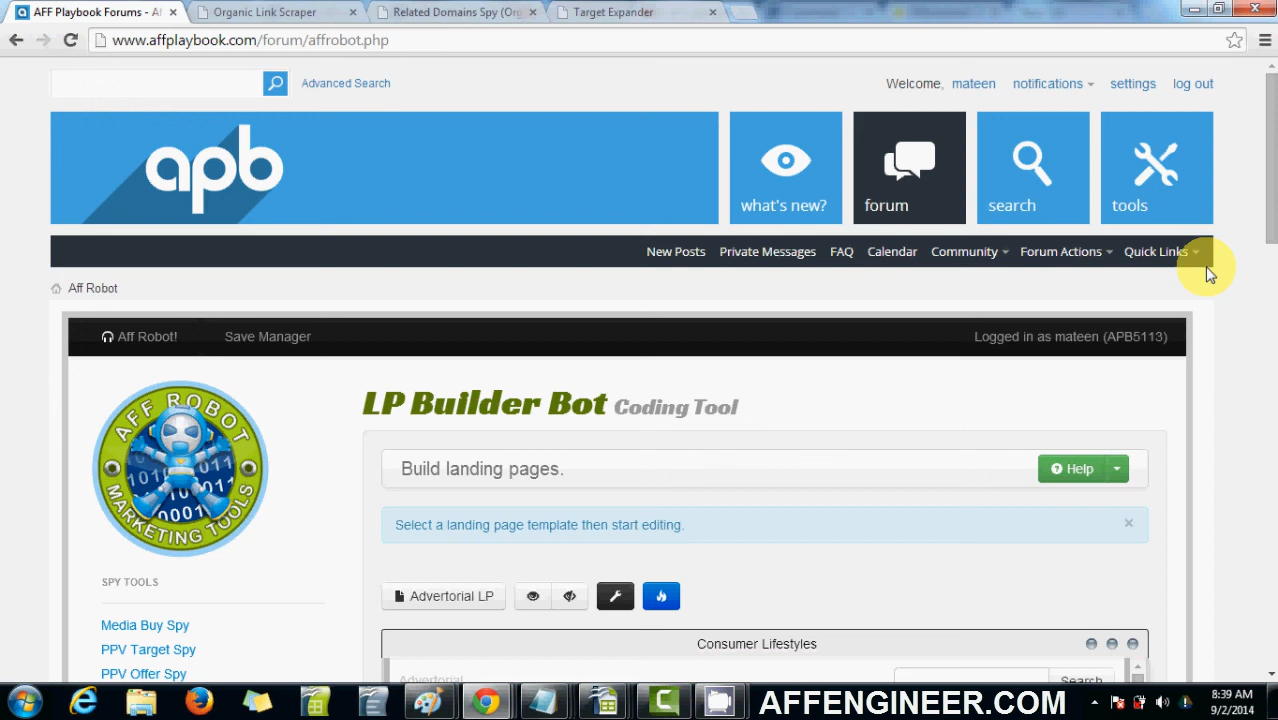 AFF Playbook Forums - A
Organic Link Scraper
Related Domains Spy (Org
Target Expander
www.affplaybook.com/forum/affrobot.php
Advanced Search
Welcome, mateen notifications settings log out
apb
what's new?
forum
search
tools
New Posts Private Messages FAQ Calendar Community Forum Actions Quick Links
Aff Robot
Aff Robot! Save Manager Logged in as mateen (APB5113)
AFF ROBOT
MARKETING TOOLS
LP Builder Bot Coding Tool
Build landing pages.
Help
Select a landing page template then start editing.
SPY TOOLS
Advertorial LP
Media Buy Spy
Consumer Lifestyles
PPV Target Spy
PPV Offer Spy
Advertorial
Search
AFFENGINEER.COM
8:39 AM
9/2/2014